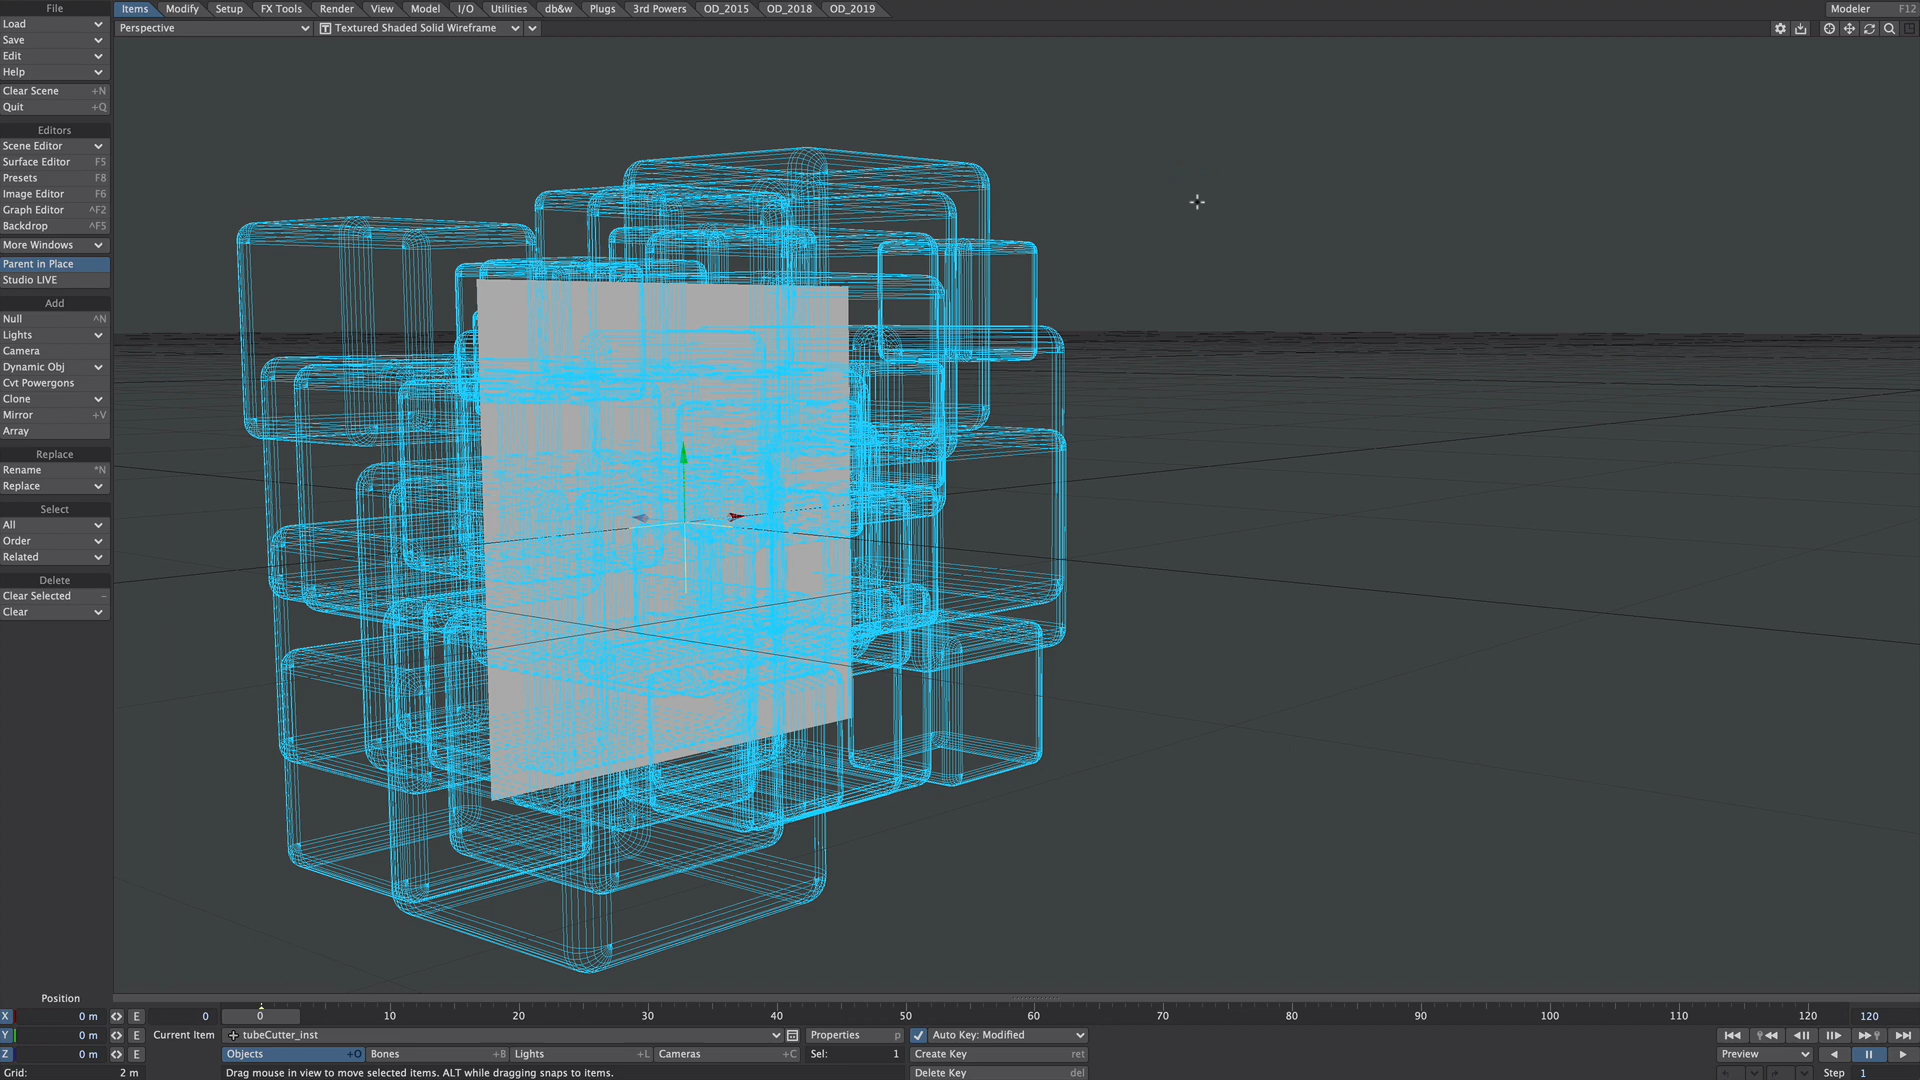 File
Items Modify Setup FX Tools Render View Model I/O Utilities db&w Plugs 3rd Powers OD_2015 OD_2018 OD_2019
Modeler F12
Load
Perspective
T Textured Shaded Solid Wireframe
Save
Edit
Help
Clear Scene +N
Quit +Q
Editors
Scene Editor
Surface Editor F5
Presets F8
Image Editor F6
Graph Editor ^F2
Backdrop ^F5
More Windows
Parent in Place
Studio LIVE
Add
Null ^N
Lights
Camera
Dynamic Obj
Cvt Powergons
Clone
Mirror +V
Array
Replace
Rename *N
Replace
Select
All
Order
Related
Delete
Clear Selected –
Clear
Position
X 0 m E 0 0 10 20 30 40 50 60 70 80 90 100 110 120 120
Y 0 m E Current Item tubeCutter_inst Properties p Auto Key: Modified
Z 0 m E Objects +O Bones +B Lights +L Cameras +C Sel: 1 Create Key ret Preview
Grid: 2 m Drag mouse in view to move selected items. ALT while dragging snaps to items. Delete Key del Step 1